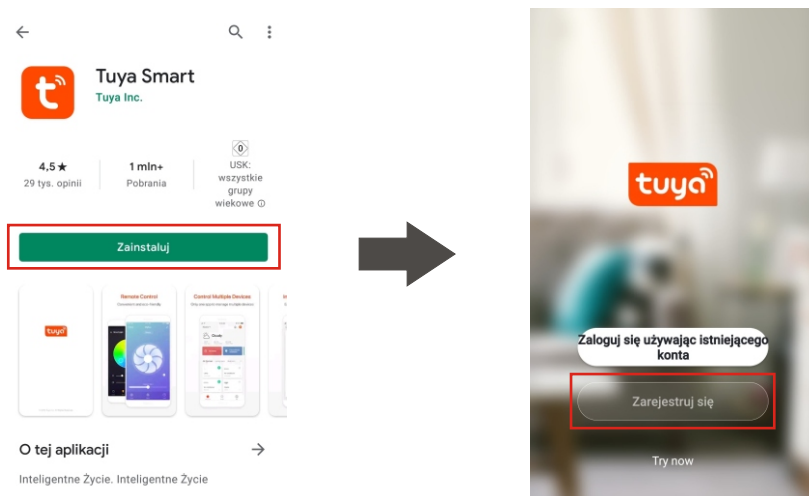 Tuya Smart
Tuya Inc.
4,5★
29 tys. opinii
1 mln+
Pobrania
0
USK:
wszystkie
grupy
wiekowe
Zainstaluj
tuya
Remote Control
Control Multiple Devices
O tej aplikacji
Inteligentne Życie. Inteligentne Życie
tuya
Zaloguj się używając istniejącego
konta
Zarejestruj się
Try now